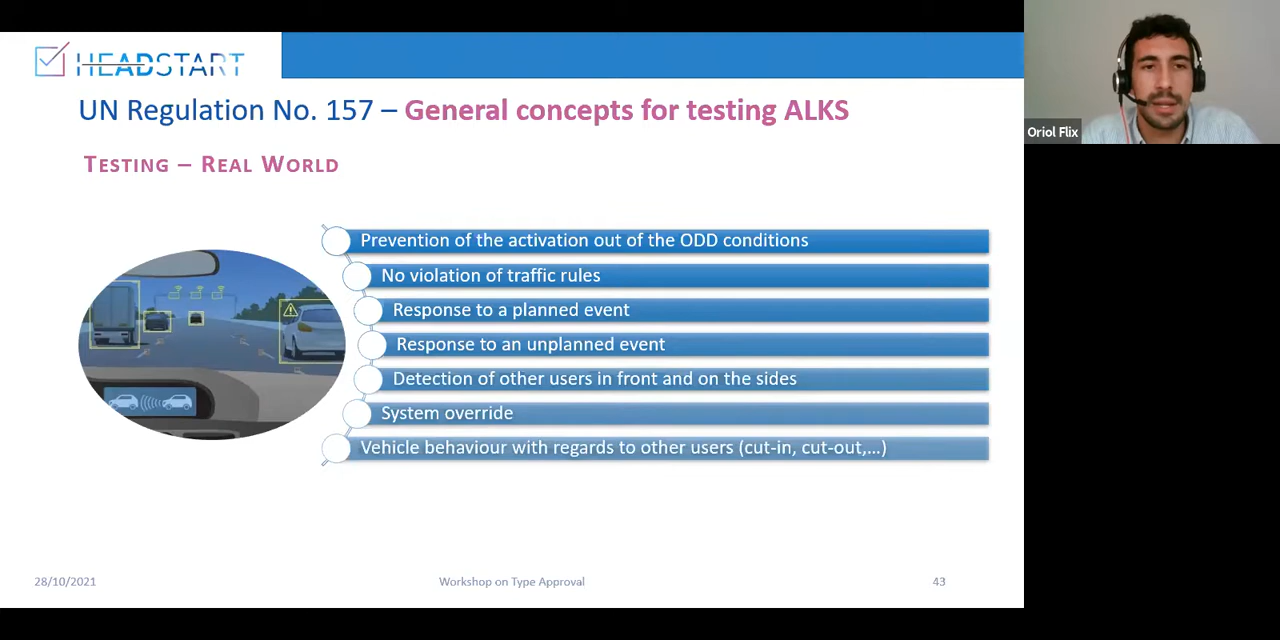 HEADSTART
UN Regulation No. 157 – General concepts for testing ALKS
TESTING – REAL WORLD
Prevention of the activation out of the ODD conditions
No violation of traffic rules
Response to a planned event
Response to an unplanned event
Detection of other users in front and on the sides
System override
Vehicle behaviour with regards to other users (cut-in, cut-out,...)
28/10/2021
Workshop on Type Approval
43
Oriol Flix